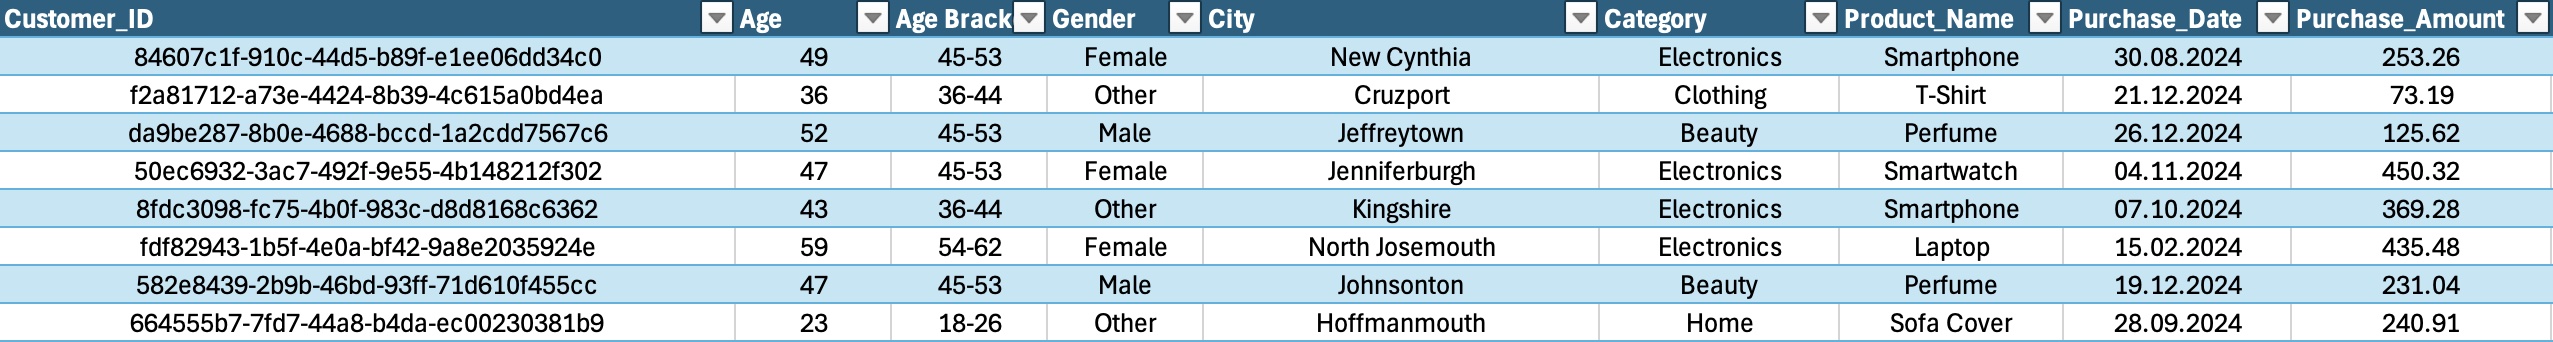 Customer_ID Age Age Brack Gender City Category Product_Name Purchase_Date Purchase_Amount
84607c1f-910c-44d5-b89f-e1ee06dd34c0 49 45-53 Female New Cynthia Electronics Smartphone 30.08.2024 253.26
f2a81712-a73e-4424-8b39-4c615a0bd4ea 36 36-44 Other Cruzport Clothing T-Shirt 21.12.2024 73.19
da9be287-8b0e-4688-bccd-1a2cdd7567c6 52 45-53 Male Jeffreytown Beauty Perfume 26.12.2024 125.62
50ec6932-3ac7-492f-9e55-4b148212f302 47 45-53 Female Jenniferburgh Electronics Smartwatch 04.11.2024 450.32
8fdc3098-fc75-4b0f-983c-d8d8168c6362 43 36-44 Other Kingshire Electronics Smartphone 07.10.2024 369.28
fdf82943-1b5f-4e0a-bf42-9a8e2035924e 59 54-62 Female North Josemouth Electronics Laptop 15.02.2024 435.48
582e8439-2b9b-46bd-93ff-71d610f455cc 47 45-53 Male Johnsonton Beauty Perfume 19.12.2024 231.04
664555b7-7fd7-44a8-b4da-ec00230381b9 23 18-26 Other Hoffmanmouth Home Sofa Cover 28.09.2024 240.91